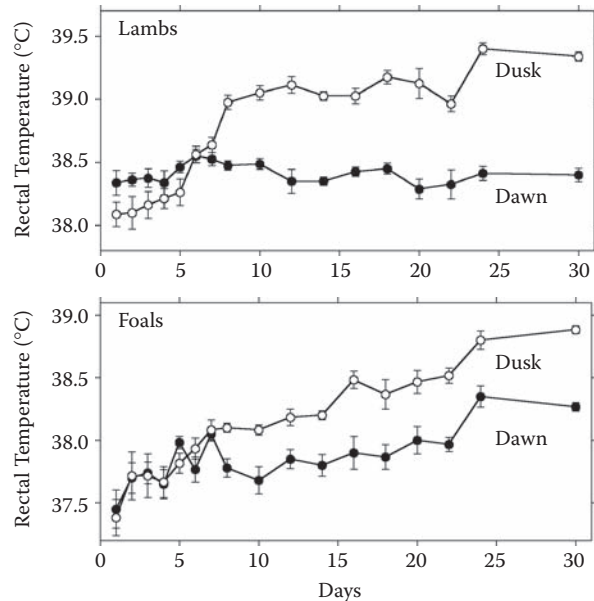 Lambs
Rectal Temperature (°C)
39.5
39.0
38.5
38.0
Dusk
Dawn
0 5 10 15 20 25 30
Foals
Rectal Temperature (°C)
39.0
38.5
38.0
37.5
Dusk
Dawn
0 5 10 15 20 25 30
Days